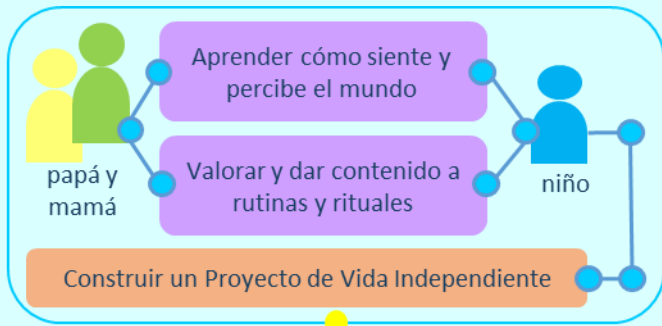 Aprender cómo siente y
percibe el mundo
papá y
mamá
Valorar y dar contenido a
rutinas y rituales
niño
Construir un Proyecto de Vida Independiente